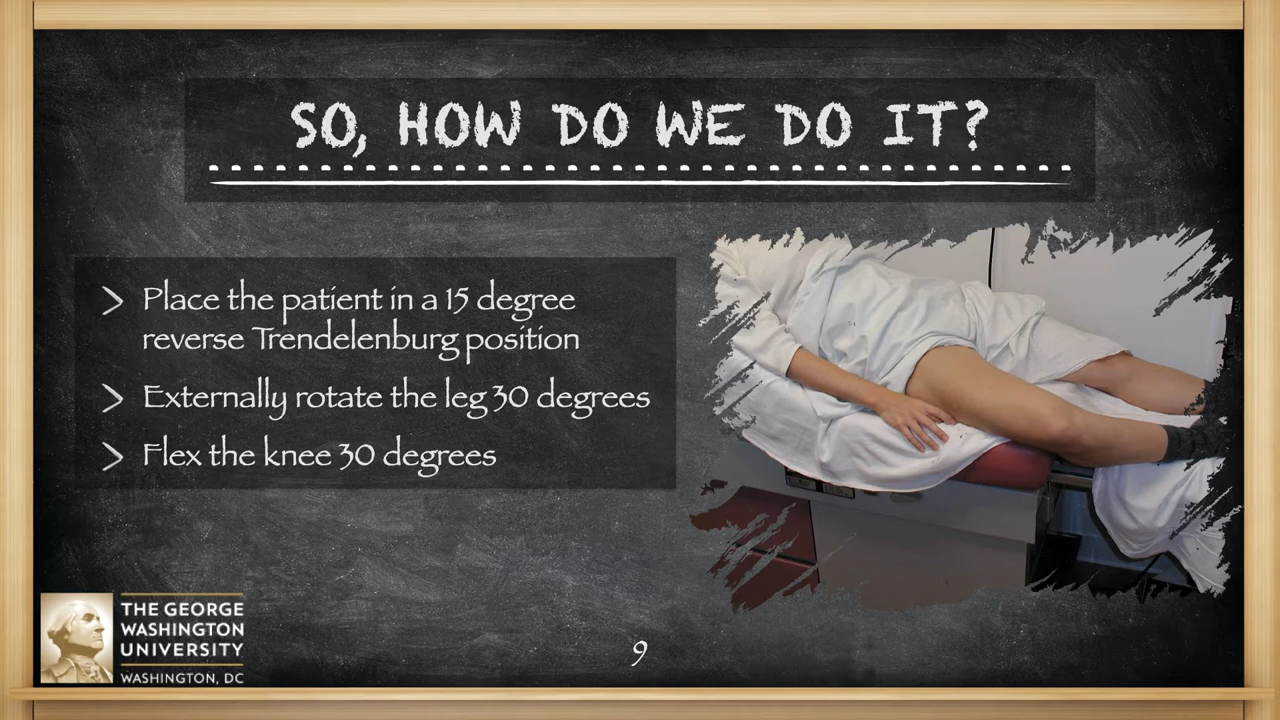 SO, HOW DO WE DO IT?
Place the patient in a 15 degree
reverse Trendelenburg position
Externally rotate the leg 30 degrees
Flex the knee 30 degrees
THE GEORGE
WASHINGTON
UNIVERSITY
WASHINGTON, DC
9